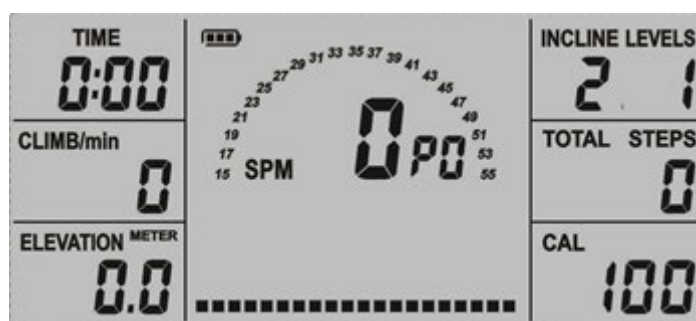 TIME
0:00
CLIMB/min
0
ELEVATION METER
0.0
15 17 19 21 23 25 27 29 31 33 35 37 39 41 43 45 47 49 51 53 55
SPM 0 P0
INCLINE LEVELS
2 1
TOTAL STEPS
0
CAL
100